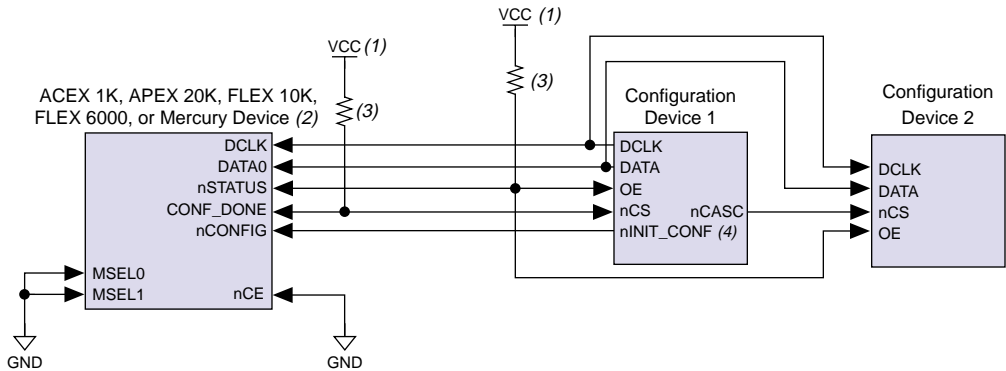 VCC (1)
VCC (1)
(3)
(3)
ACEX 1K, APEX 20K, FLEX 10K,
FLEX 6000, or Mercury Device (2)
DCLK
DATA0
nSTATUS
CONF_DONE
nCONFIG
MSEL0
MSEL1
nCE
GND
GND
Configuration
Device 1
DCLK
DATA
OE
nCS
nCASC
nINIT_CONF (4)
Configuration
Device 2
DCLK
DATA
nCS
OE